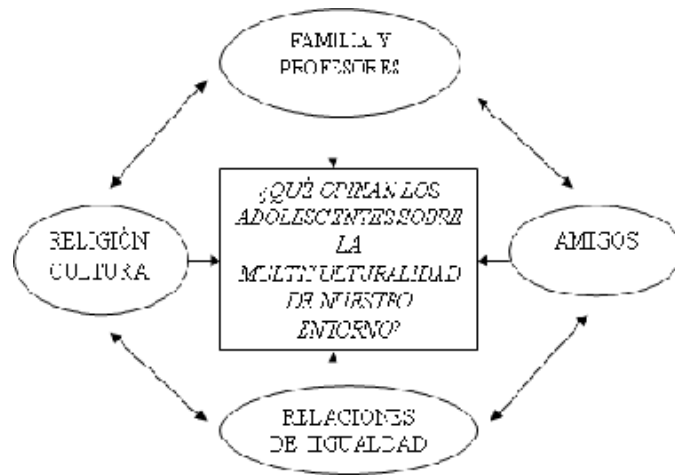 FAMILIA Y
PROFESORES
¿QUÉ OPINAN LOS
ADOLESCENTES SOBRE
LA
MULTICULTURALIDAD
DE NUESTRO
ENTORNO?
RELIGIÓN
CULTURA
AMIGOS
RELACIONES
DE IGUALDAD